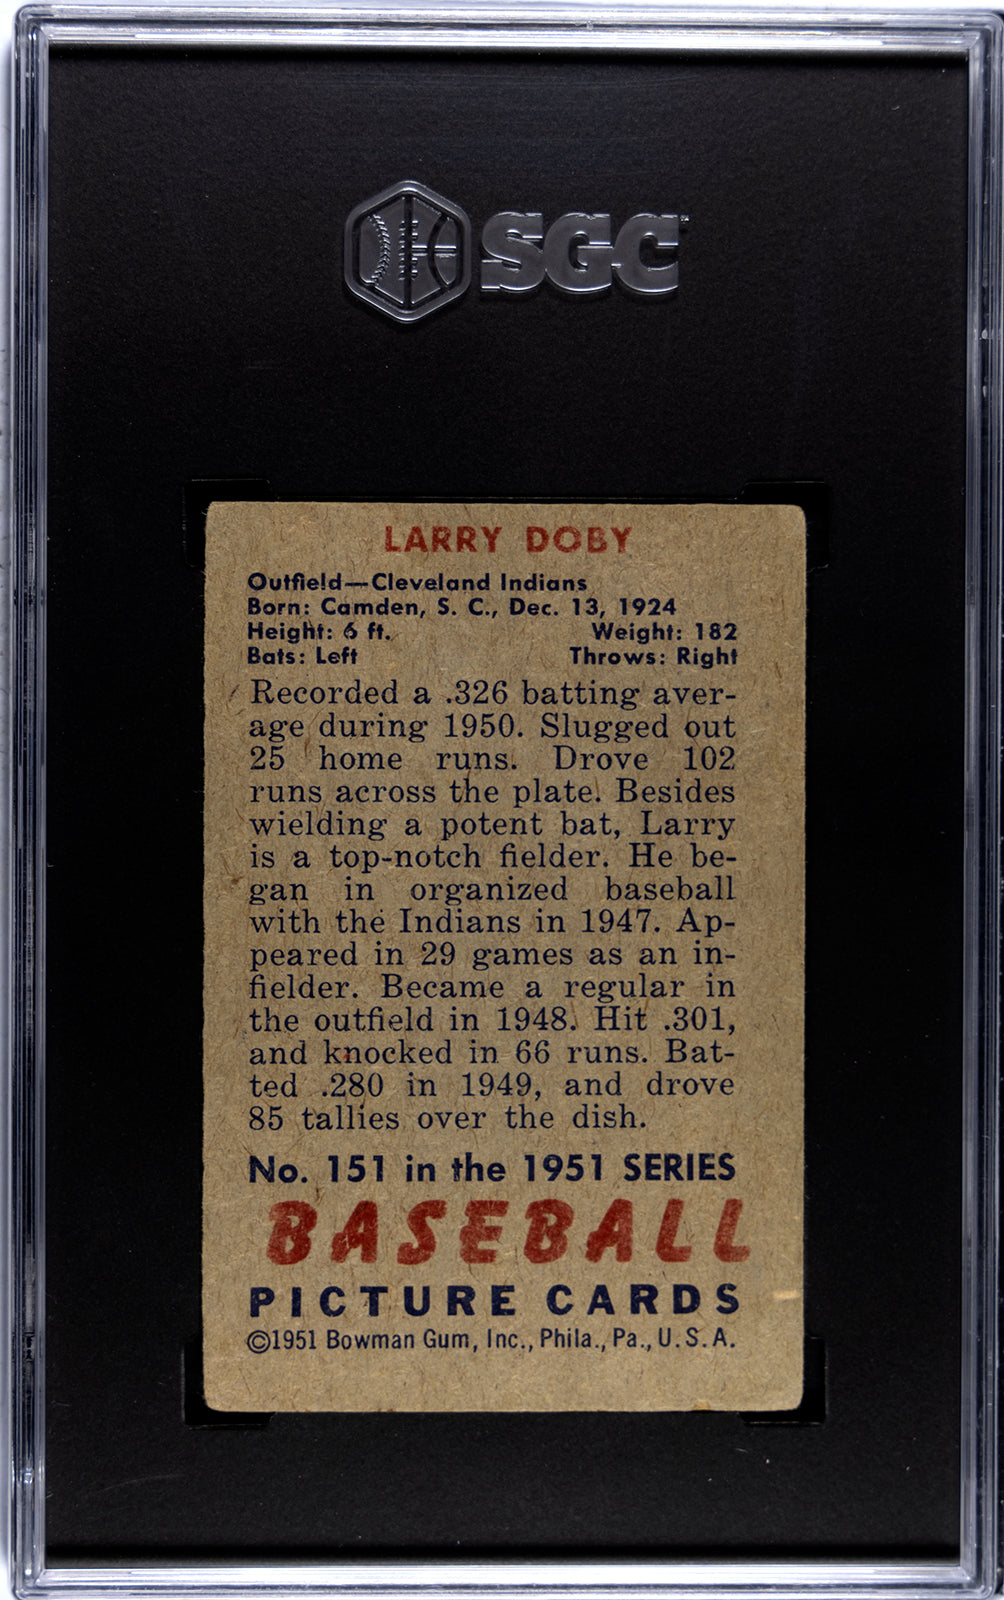 SGC
LARRY DOBY
Outfield—Cleveland Indians
Born: Camden, S. C., Dec. 13, 1924
Height: 6 ft. Weight: 182
Bats: Left Throws: Right
Recorded a .326 batting aver-
age during 1950. Slugged out
25 home runs. Drove 102
runs across the plate. Besides
wielding a potent bat, Larry
is a top-notch fielder. He be-
gan in organized baseball
with the Indians in 1947. Ap-
peared in 29 games as an in-
fielder. Became a regular in
the outfield in 1948. Hit .301,
and knocked in 66 runs. Bat-
ted .280 in 1949, and drove
85 tallies over the dish.
No. 151 in the 1951 SERIES
BASEBALL
PICTURE CARDS
©1951 Bowman Gum, Inc., Phila., Pa., U.S.A.